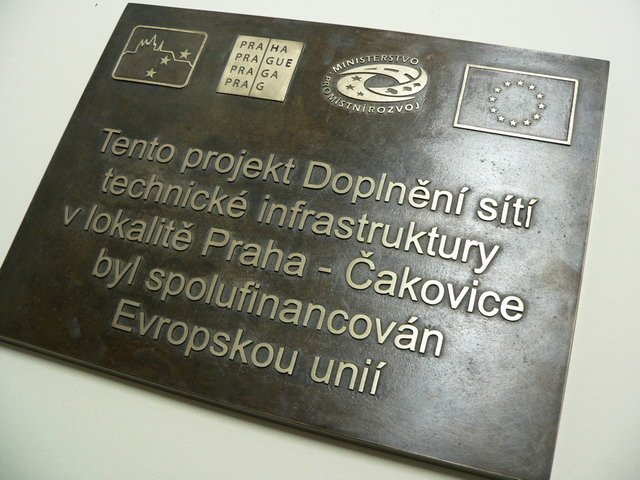 PRA HA
PRA GUE
PRA GA
PRA G
MINISTERSTVO
PRO MÍSTNÍ ROZVOJ
Tento projekt Doplnění sítí
technické infrastruktury
v lokalitě Praha - Čakovice
byl spolufinancován
Evropskou unií